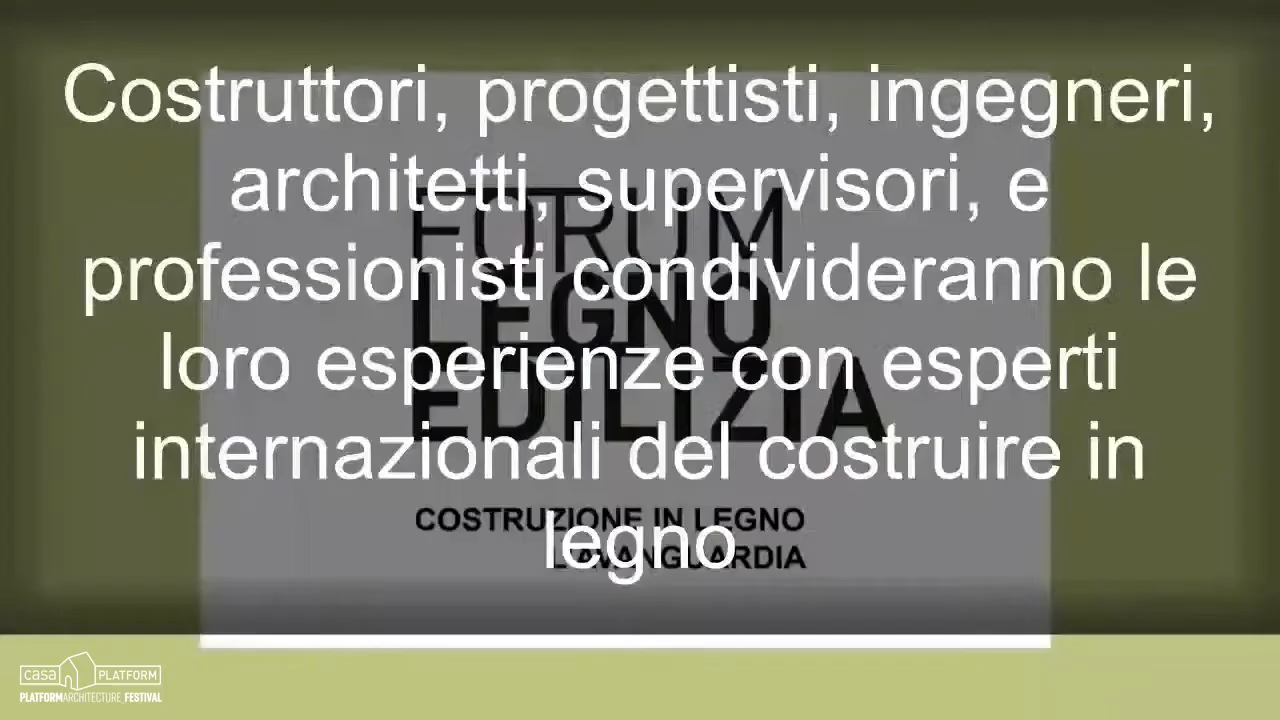 Costruttori, progettisti, ingegneri,
architetti, supervisori, e
professionisti condivideranno le
loro esperienze con esperti
internazionali del costruire in
legno
FORUM
LEGNO
EDILIZIA
COSTRUZIONE IN LEGNO
L'AVANGUARDIA
casa PLATFORM
PLATFORMARCHITECTURE_FESTIVAL